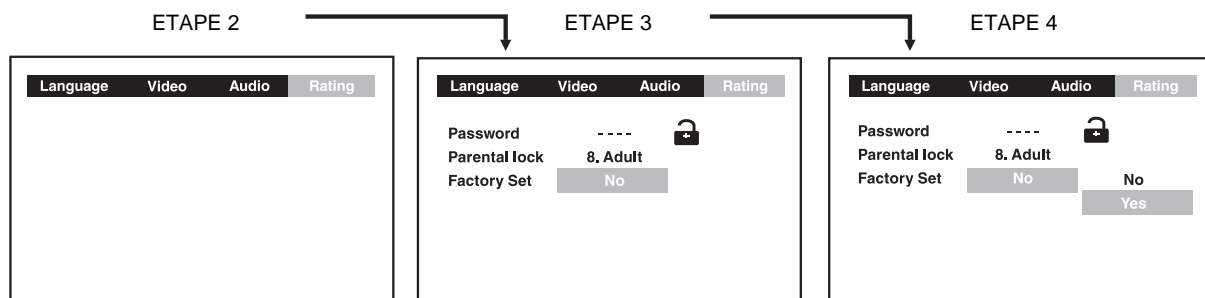 ETAPE 2
ETAPE 3
ETAPE 4
Language Video Audio Rating
Language Video Audio Rating
Password ----
Parental lock 8. Adult
Factory Set No
Language Video Audio Rating
Password ----
Parental lock 8. Adult
Factory Set No No
Yes